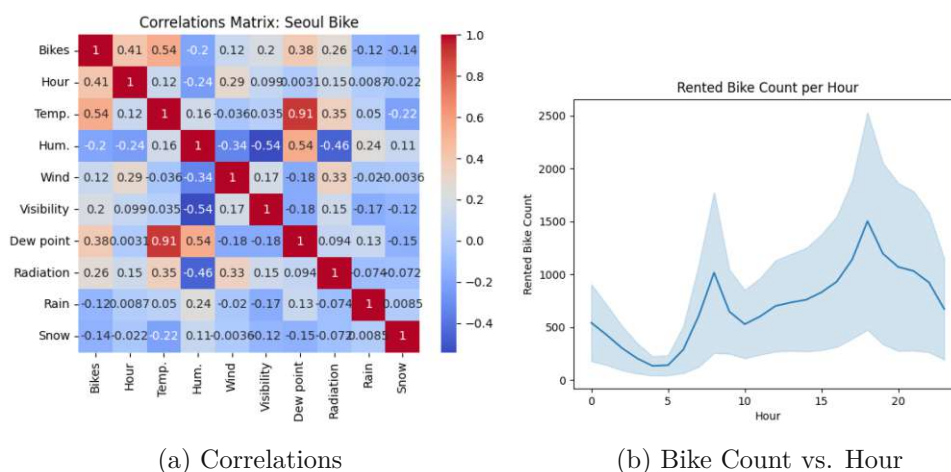 Correlations Matrix: Seoul Bike
Bikes 1 0.41 0.54 -0.2 0.12 0.2 0.38 0.26 -0.12 -0.14
Hour 0.41 1 0.12 -0.24 0.29 0.099 0.0031 0.15 0.0087 -0.022
Temp. 0.54 0.12 1 0.16 -0.036 0.035 0.91 0.35 0.05 -0.22
Hum. -0.2 -0.24 0.16 1 -0.34 -0.54 0.54 -0.46 0.24 0.11
Wind 0.12 0.29 -0.036 -0.34 1 0.17 -0.18 0.33 -0.02 0.0036
Visibility 0.2 0.099 0.035 -0.54 0.17 1 -0.18 0.15 -0.17 -0.12
Dew point 0.38 0.0031 0.91 0.54 -0.18 -0.18 1 0.094 0.13 -0.15
Radiation 0.26 0.15 0.35 -0.46 0.33 0.15 0.094 1 -0.074 -0.072
Rain -0.12 0.0087 0.05 0.24 -0.02 -0.17 0.13 -0.074 1 0.0085
Snow -0.14 -0.022 -0.22 0.11 -0.0036 -0.12 -0.15 -0.072 0.0085 1
Bikes Hour Temp. Hum. Wind Visibility Dew point Radiation Rain Snow
1.0
0.8
0.6
0.4
0.2
0.0
−0.2
−0.4
(a) Correlations
Rented Bike Count per Hour
2500
2000
1500
1000
500
0
Rented Bike Count
0 5 10 15 20
Hour
(b) Bike Count vs. Hour